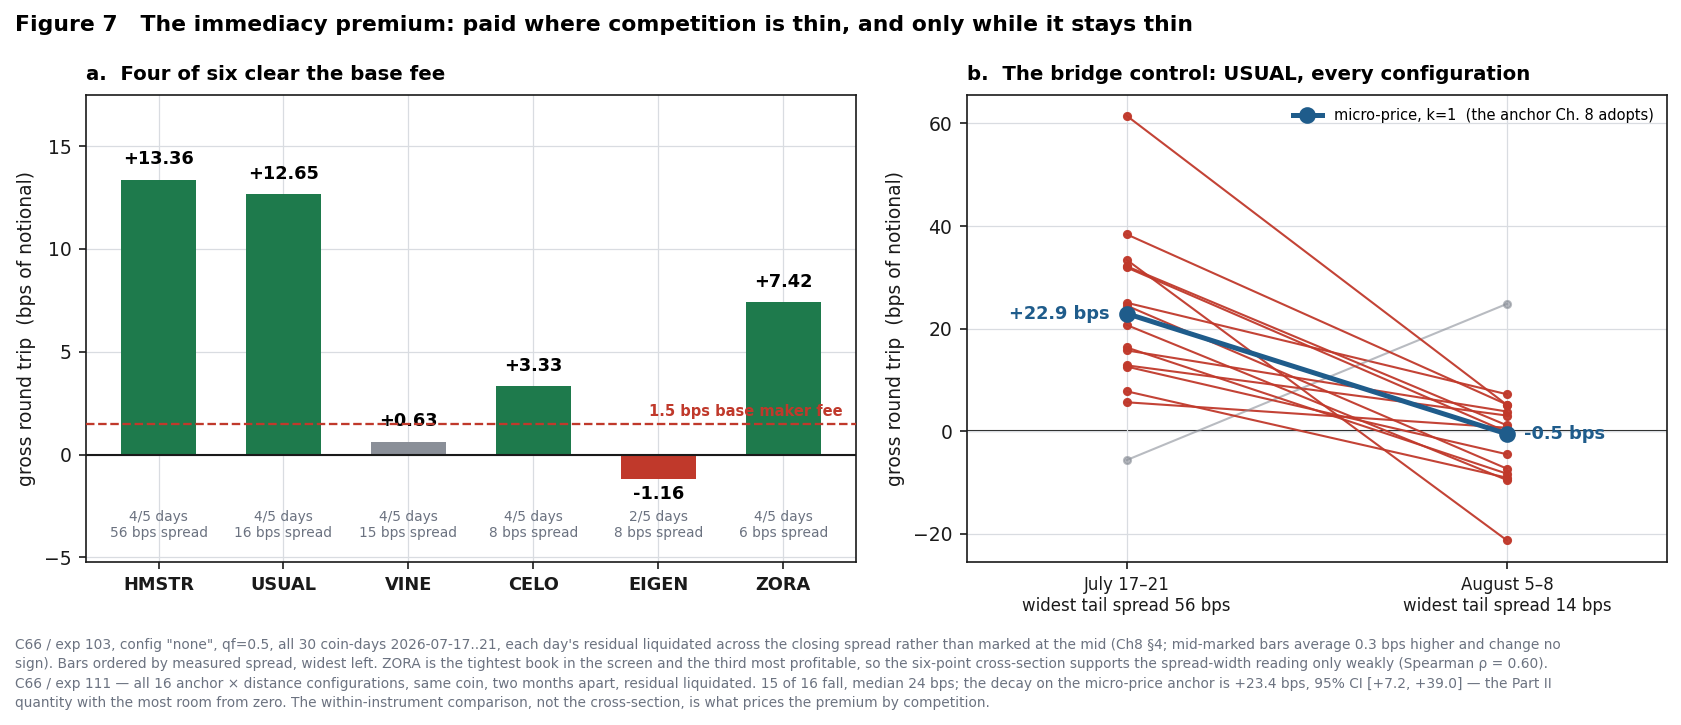 Figure 7   The immediacy premium: paid where competition is thin, and only while it stays thin
a.  Four of six clear the base fee
gross round trip  (bps of notional)
15
10
5
0
−5
+13.36
+12.65
+0.63
+3.33
-1.16
+7.42
1.5 bps base maker fee
4/5 days
56 bps spread
4/5 days
16 bps spread
4/5 days
15 bps spread
4/5 days
8 bps spread
2/5 days
8 bps spread
4/5 days
6 bps spread
HMSTR
USUAL
VINE
CELO
EIGEN
ZORA
b.  The bridge control: USUAL, every configuration
gross round trip  (bps of notional)
60
40
20
0
−20
micro-price, k=1  (the anchor Ch. 8 adopts)
+22.9 bps
-0.5 bps
July 17–21
widest tail spread 56 bps
August 5–8
widest tail spread 14 bps
C66 / exp 103, config "none", qf=0.5, all 30 coin-days 2026-07-17..21, each day's residual liquidated across the closing spread rather than marked at the mid (Ch8 §4; mid-marked bars average 0.3 bps higher and change no
sign). Bars ordered by measured spread, widest left. ZORA is the tightest book in the screen and the third most profitable, so the six-point cross-section supports the spread-width reading only weakly (Spearman ρ = 0.60).
C66 / exp 111 — all 16 anchor × distance configurations, same coin, two months apart, residual liquidated. 15 of 16 fall, median 24 bps; the decay on the micro-price anchor is +23.4 bps, 95% CI [+7.2, +39.0] — the Part II
quantity with the most room from zero. The within-instrument comparison, not the cross-section, is what prices the premium by competition.